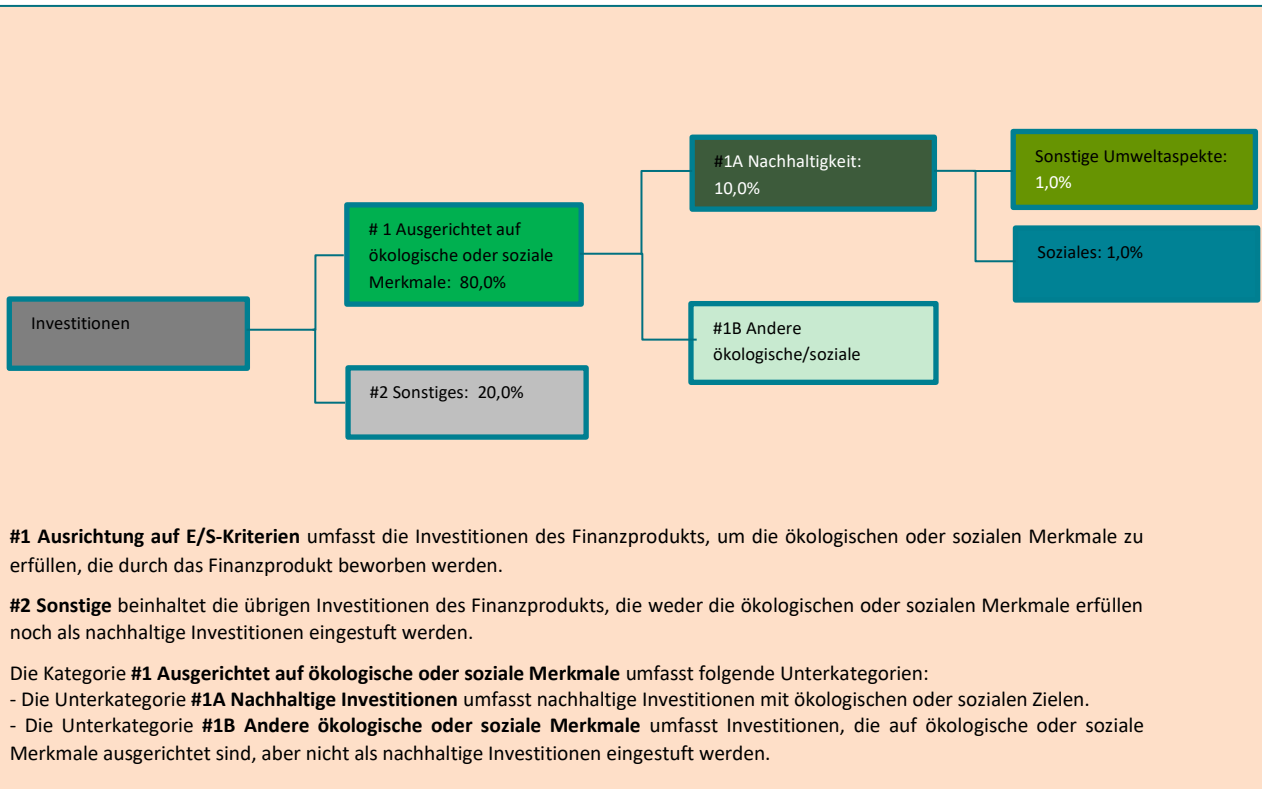 #1A Nachhaltigkeit:
10,0%
Sonstige Umweltaspekte:
1,0%
# 1 Ausgerichtet auf
ökologische oder soziale
Merkmale:  80,0%
Soziales: 1,0%
Investitionen
#1B Andere
ökologische/soziale
#2 Sonstiges:  20,0%
#1 Ausrichtung auf E/S-Kriterien umfasst die Investitionen des Finanzprodukts, um die ökologischen oder sozialen Merkmale zu
erfüllen, die durch das Finanzprodukt beworben werden.
#2 Sonstige beinhaltet die übrigen Investitionen des Finanzprodukts, die weder die ökologischen oder sozialen Merkmale erfüllen
noch als nachhaltige Investitionen eingestuft werden.
Die Kategorie #1 Ausgerichtet auf ökologische oder soziale Merkmale umfasst folgende Unterkategorien:
- Die Unterkategorie #1A Nachhaltige Investitionen umfasst nachhaltige Investitionen mit ökologischen oder sozialen Zielen.
- Die Unterkategorie #1B Andere ökologische oder soziale Merkmale umfasst Investitionen, die auf ökologische oder soziale
Merkmale ausgerichtet sind, aber nicht als nachhaltige Investitionen eingestuft werden.